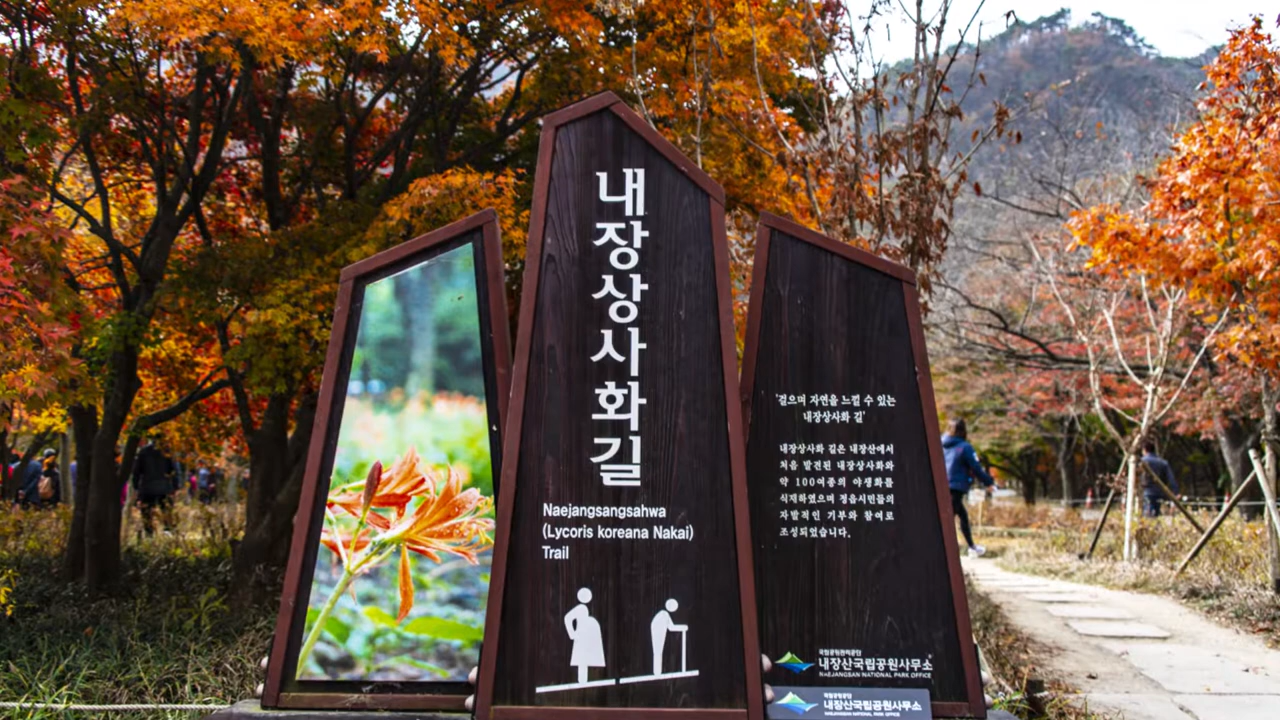 내장상사화길
Naejangsangsahwa
(Lycoris koreana Nakai)
Trail
'걸으며 자연을 느낄 수 있는
내장상사화 길'
내장상사화 길은 내장산에서
처음 발견된 내장상사화와
약 100여종의 야생화를
식재하였으며 정읍시민들의
자발적인 기부와 참여로
조성되었습니다.
국립공원관리공단
내장산국립공원사무소
NAEJANGSAN NATIONAL PARK OFFICE
국립공원공단
내장산국립공원사무소
NAEJANGSAN NATIONAL PARK OFFICE